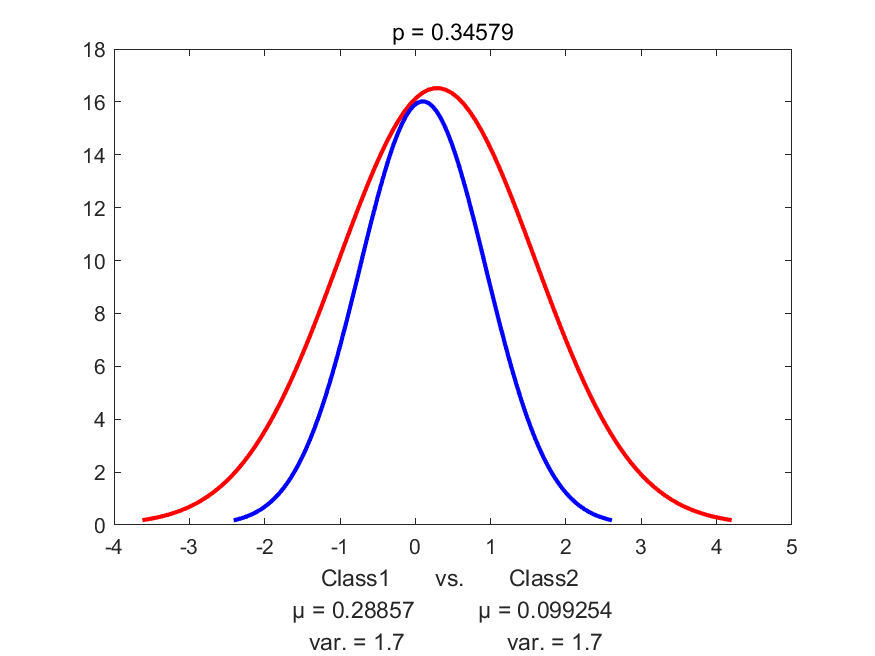 p = 0.34579
18
16
14
12
10
8
6
4
2
0
-4 -3 -2 -1 0 1 2 3 4 5
Class1 vs. Class2
μ = 0.28857 μ = 0.099254
var. = 1.7 var. = 1.7